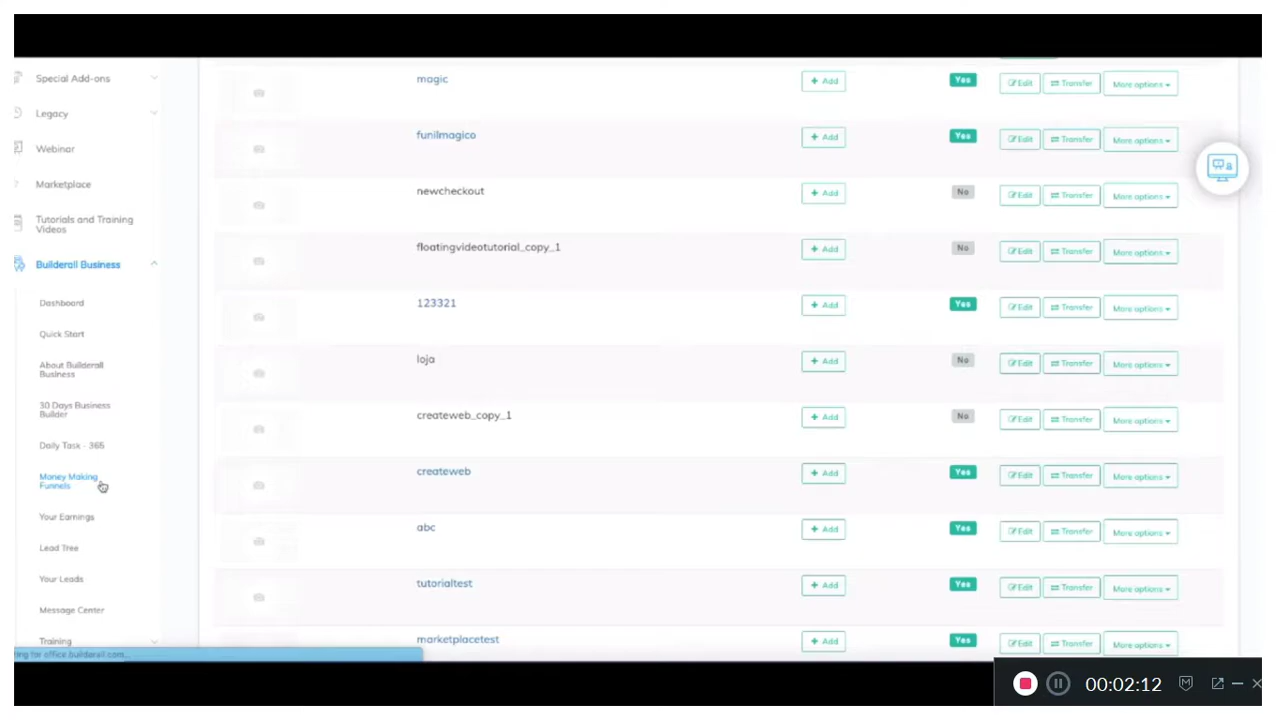 Special Add-ons
Legacy
Webinar
Marketplace
Tutorials and Training
Videos
Builderall Business
Dashboard
Quick Start
About Builderall
Business
30 Days Business
Builder
Daily Task - 365
Money Making
Funnels
Your Earnings
Lead Tree
Your Leads
Message Center
Training
office.builderall.com...
magic + Add Yes Edit Transfer More options
funilmagico + Add Yes Edit Transfer More options
newcheckout + Add No Edit Transfer More options
floatingvideotutorial_copy_1 + Add No Edit Transfer More options
123321 + Add Yes Edit Transfer More options
loja + Add No Edit Transfer More options
createweb_copy_1 + Add No Edit Transfer More options
createweb + Add Yes Edit Transfer More options
abc + Add Yes Edit Transfer More options
tutorialtest + Add Yes Edit Transfer More options
marketplacetest + Add Yes Edit Transfer More options
00:02:12